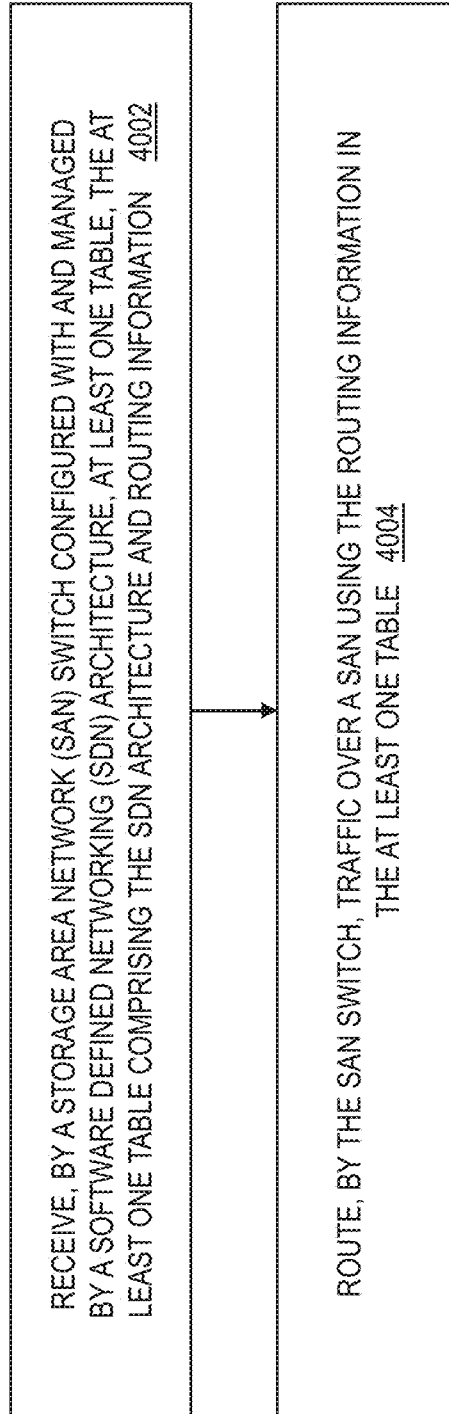 RECEIVE, BY A STORAGE AREA NETWORK (SAN) SWITCH CONFIGURED WITH AND MANAGED
BY A SOFTWARE DEFINED NETWORKING (SDN) ARCHITECTURE, AT LEAST ONE TABLE, THE AT
LEAST ONE TABLE COMPRISING THE SDN ARCHITECTURE AND ROUTING INFORMATION 4002
ROUTE, BY THE SAN SWITCH, TRAFFIC OVER A SAN USING THE ROUTING INFORMATION IN
THE AT LEAST ONE TABLE 4004